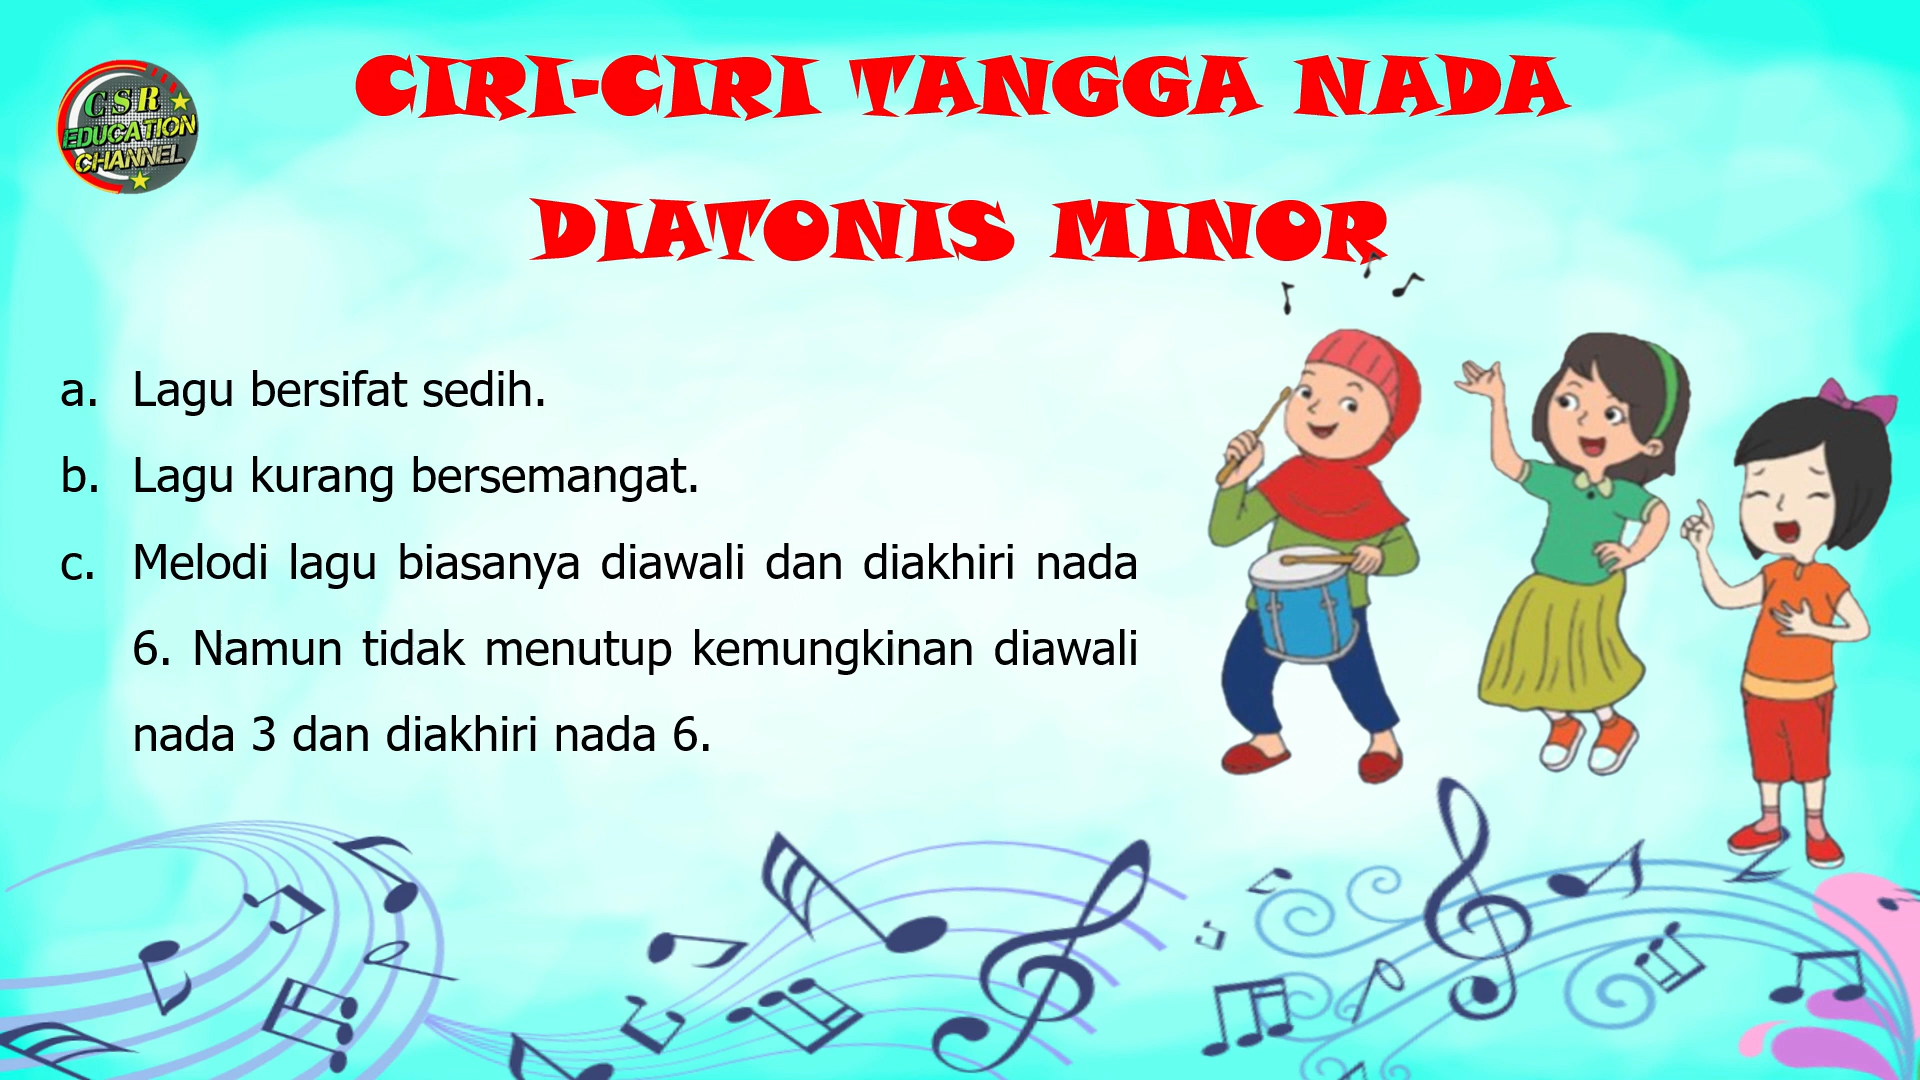 CIRI-CIRI TANGGA NADA
DIATONIS MINOR
CSR
EDUCATION
CHANNEL
a. Lagu bersifat sedih.
b. Lagu kurang bersemangat.
c. Melodi lagu biasanya diawali dan diakhiri nada
6. Namun tidak menutup kemungkinan diawali
nada 3 dan diakhiri nada 6.